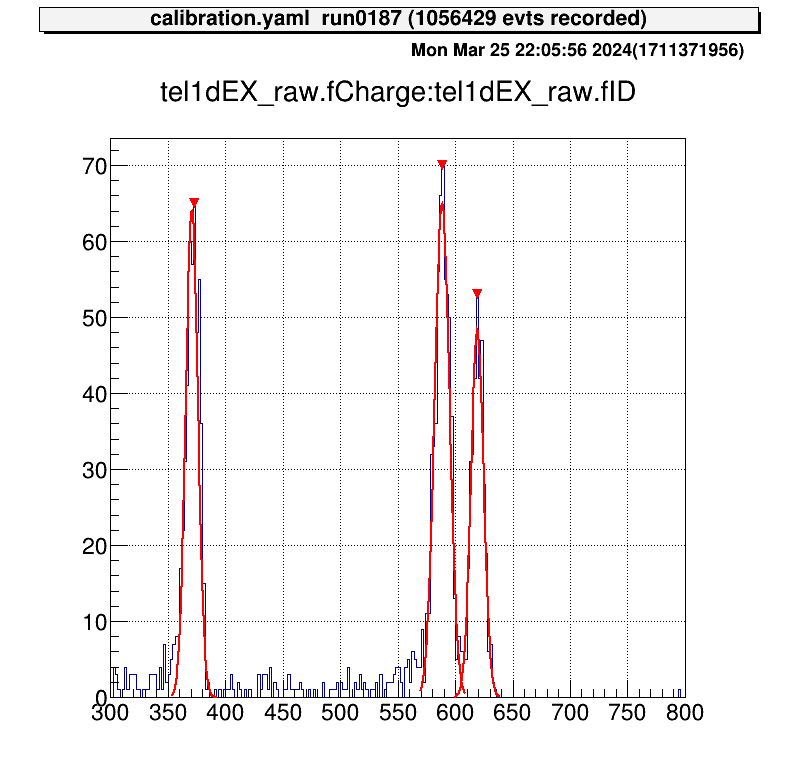 calibration.yaml run0187 (1056429 evts recorded)
Mon Mar 25 22:05:56 2024(1711371956)
tel1dEX_raw.fCharge:tel1dEX_raw.fID
70
60
50
40
30
20
10
0
300 350 400 450 500 550 600 650 700 750 800